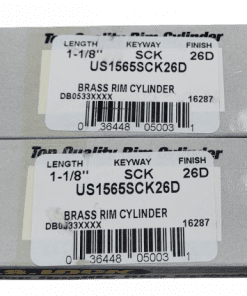 Top Quality Rim Cylinder
LENGTH KEYWAY FINISH
1-1/8" SCK 26D
US1565SCK26D
BRASS RIM CYLINDER
DB0533XXXX 16287
0 36448 05003 1
Top Quality Rim Cylinder
LENGTH KEYWAY FINISH
1-1/8" SCK 26D
US1565SCK26D
BRASS RIM CYLINDER
DB0533XXXX 16287
0 36448 05003 1